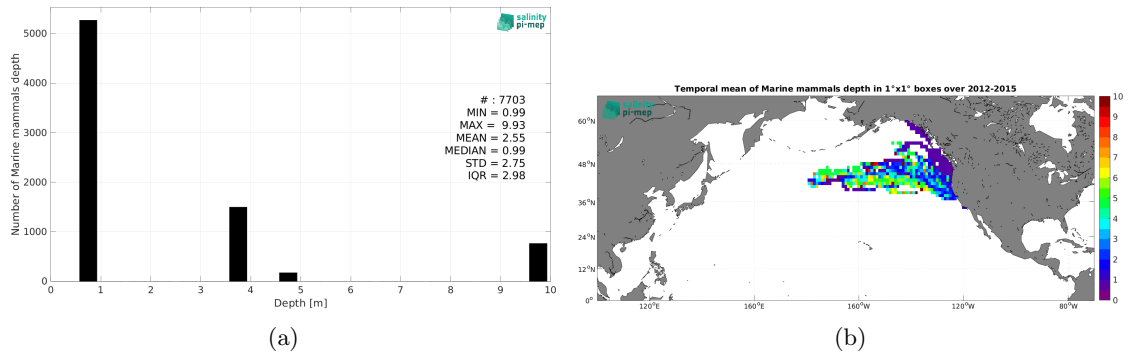 salinity
pi-mep
5000
4000
3000
2000
1000
0
Number of Marine mammals depth
# : 7703
MIN = 0.99
MAX = 9.93
MEAN = 2.55
MEDIAN = 0.99
STD = 2.75
IQR = 2.98
0 1 2 3 4 5 6 7 8 9 10
Depth [m]
(a)
Temporal mean of Marine mammals depth in 1°x1° boxes over 2012-2015
salinity
pi-mep
60°N
48°N
36°N
24°N
12°N
0°
120°E 160°E 160°W 120°W 80°W
10
9
8
7
6
5
4
3
2
1
0
(b)